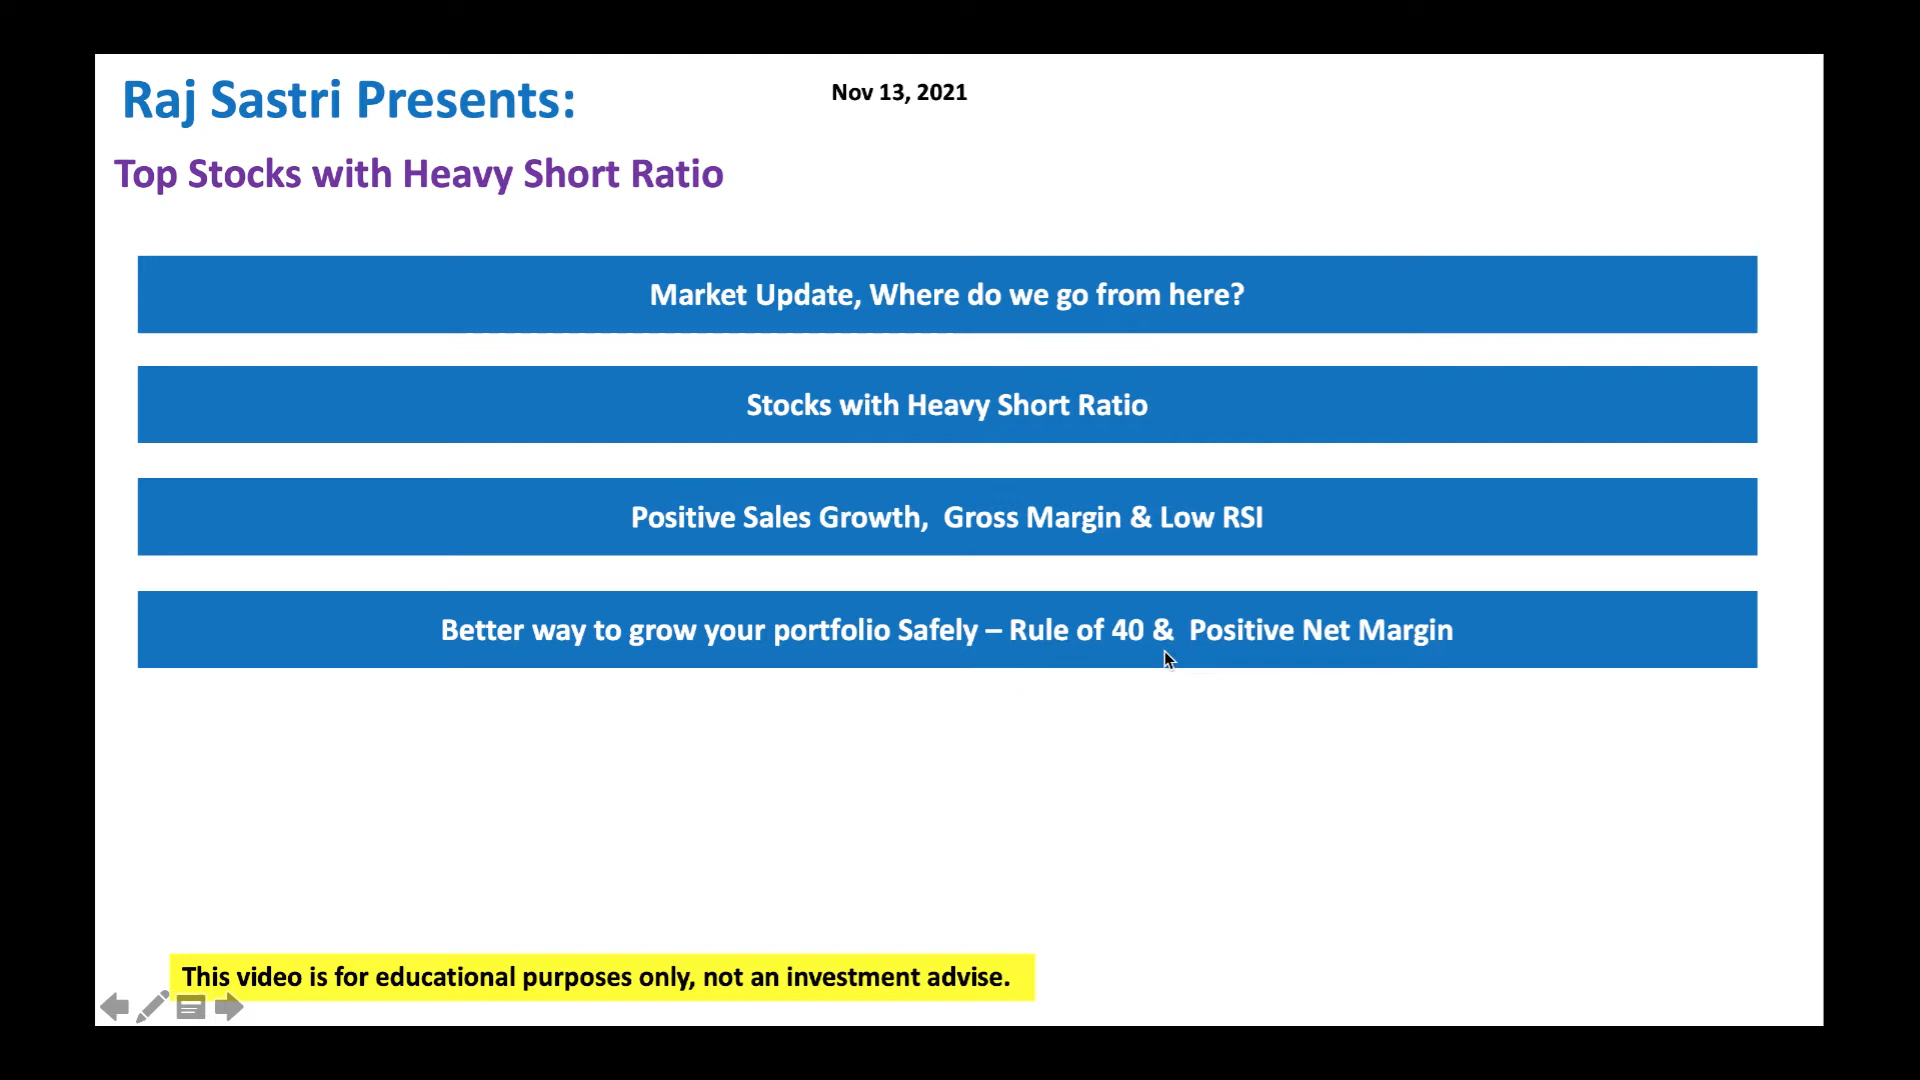 Raj Sastri Presents:
Nov 13, 2021
Top Stocks with Heavy Short Ratio
Market Update, Where do we go from here?
Stocks with Heavy Short Ratio
Positive Sales Growth,  Gross Margin & Low RSI
Better way to grow your portfolio Safely – Rule of 40 &  Positive Net Margin
This video is for educational purposes only, not an investment advise.